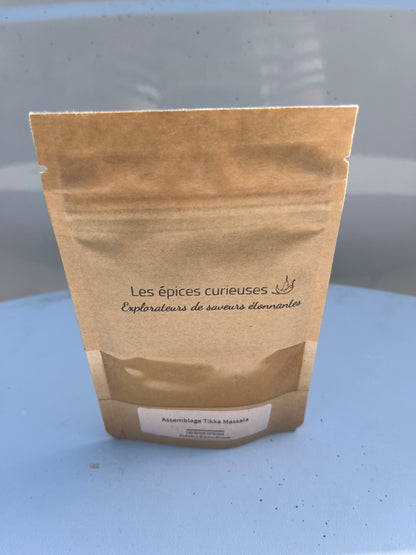 Les épices curieuses
Explorateurs de saveurs étonnantes
Assemblage Tikka Massala